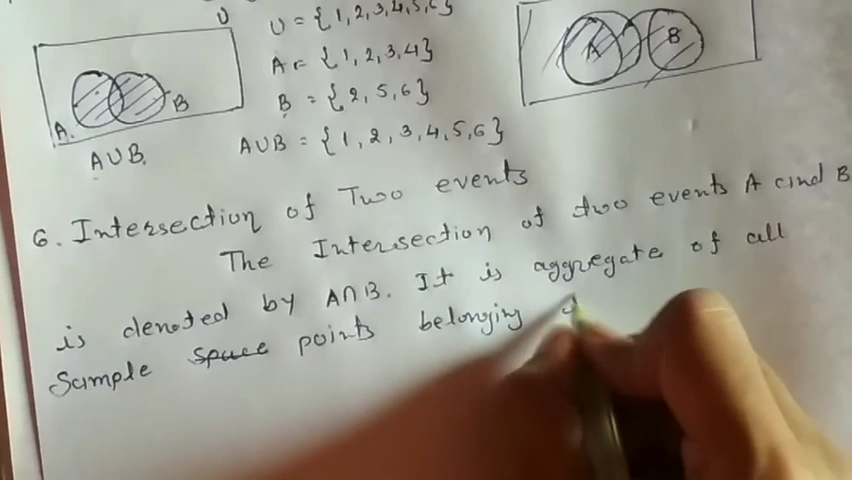 U
U = {1,2,3,4,5,6}
A = {1,2,3,4}
B = {2,5,6}
A
B
A
B
AUB
AUB = {1,2,3,4,5,6}
6. Intersection of Two events
The Intersection of two events A and B
is denoted by A∩B. It is aggregate of all
Sample space points belonging